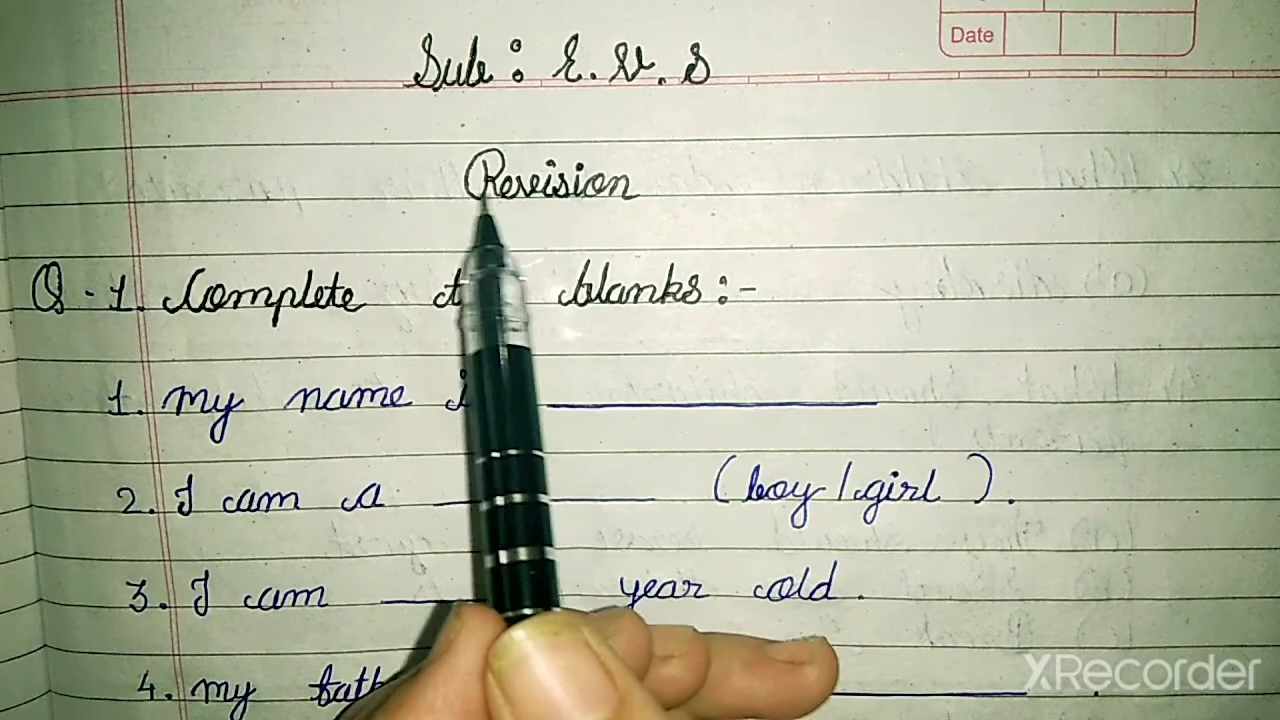 Date
Sub: E.V.S
Revision
Q-1. Complete blanks:-
1. my name
2. I am a (boy/girl).
3. I am year old.
4. my
XRecorder